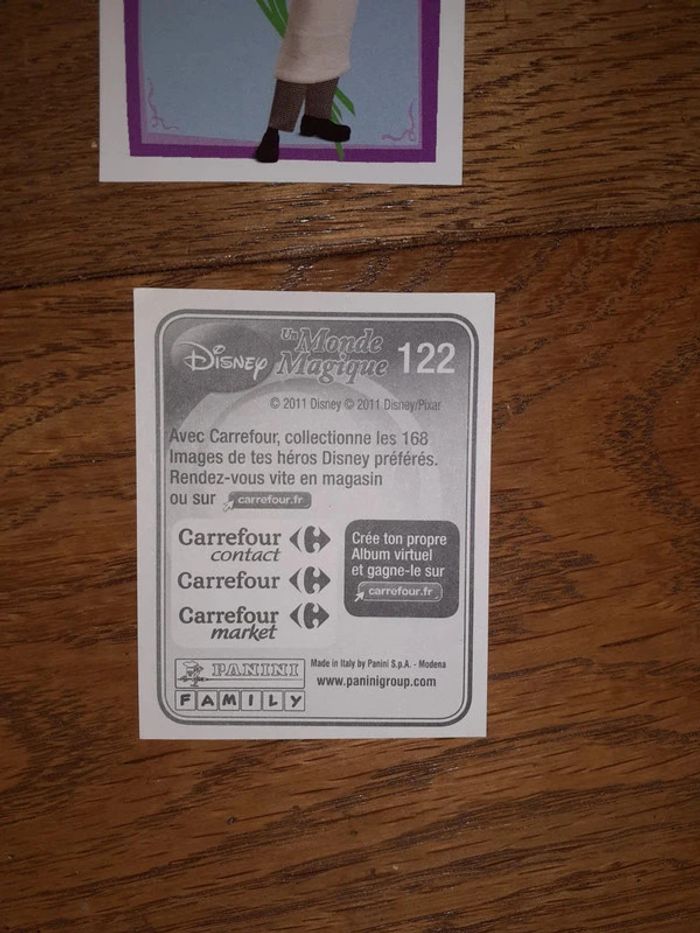 Disney
Un Monde Magique
122
© 2011 Disney © 2011 Disney/Pixar
Avec Carrefour, collectionne les 168
Images de tes héros Disney préférés.
Rendez-vous vite en magasin
ou sur carrefour.fr
Carrefour
contact
Carrefour
Carrefour
market
Crée ton propre
Album virtuel
et gagne-le sur
carrefour.fr
PANINI
FAMILY
Made in Italy by Panini S.p.A. - Modena
www.paninigroup.com